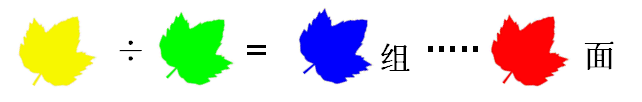 ÷ = 组 …… 面